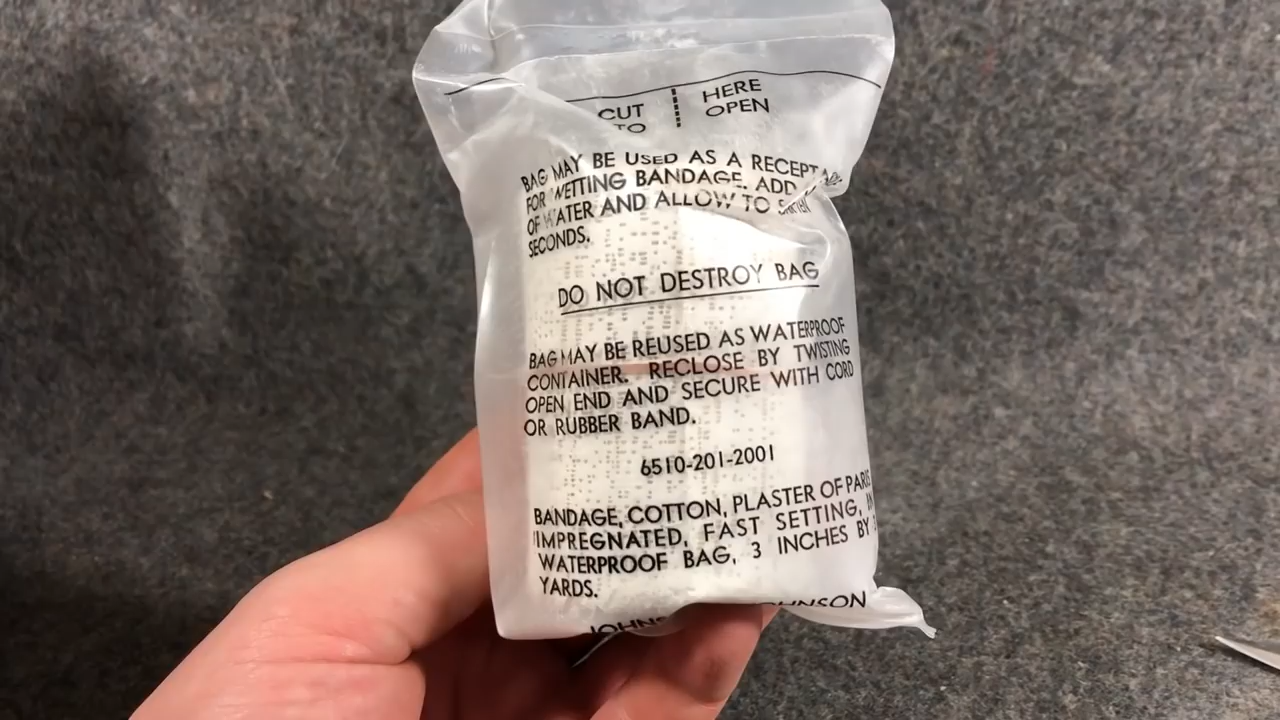 CUT HERE
TO OPEN
BAG MAY BE USED AS A
FOR WETTING BANDAGE. ADD
OF WATER AND ALLOW TO
SECONDS.
DO NOT DESTROY BAG
BAG MAY BE REUSED AS WATERPROOF
CONTAINER. RECLOSE BY TWISTING
OPEN END AND SECURE WITH CORD
OR RUBBER BAND.
6510-201-2001
BANDAGE, COTTON, PLASTER OF PARIS
IMPREGNATED, FAST SETTING, IN
WATERPROOF BAG, 3 INCHES BY
YARDS.
JOHNSON